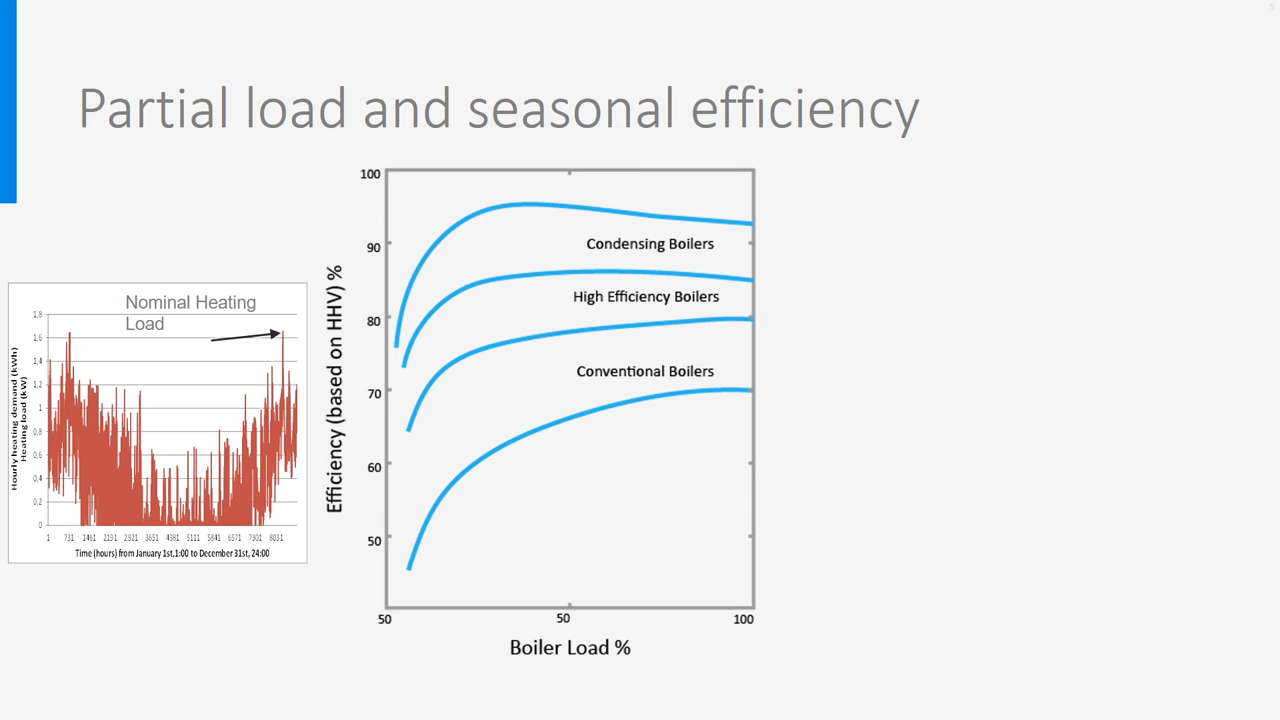 5
Partial load and seasonal efficiency
Nominal Heating
Load
1,8
1,6
1,4
1,2
1
0,8
0,6
0,4
0,2
0
Hourly heating demand (kWh)
Heating load (kW)
1 731 1461 2191 2921 3651 4381 5111 5841 6571 7301 8031
Time (hours) from January 1st,1:00 to December 31st, 24:00
100
90
80
70
60
50
Efficiency (based on HHV) %
Condensing Boilers
High Efficiency Boilers
Conventional Boilers
50 50 100
Boiler Load %